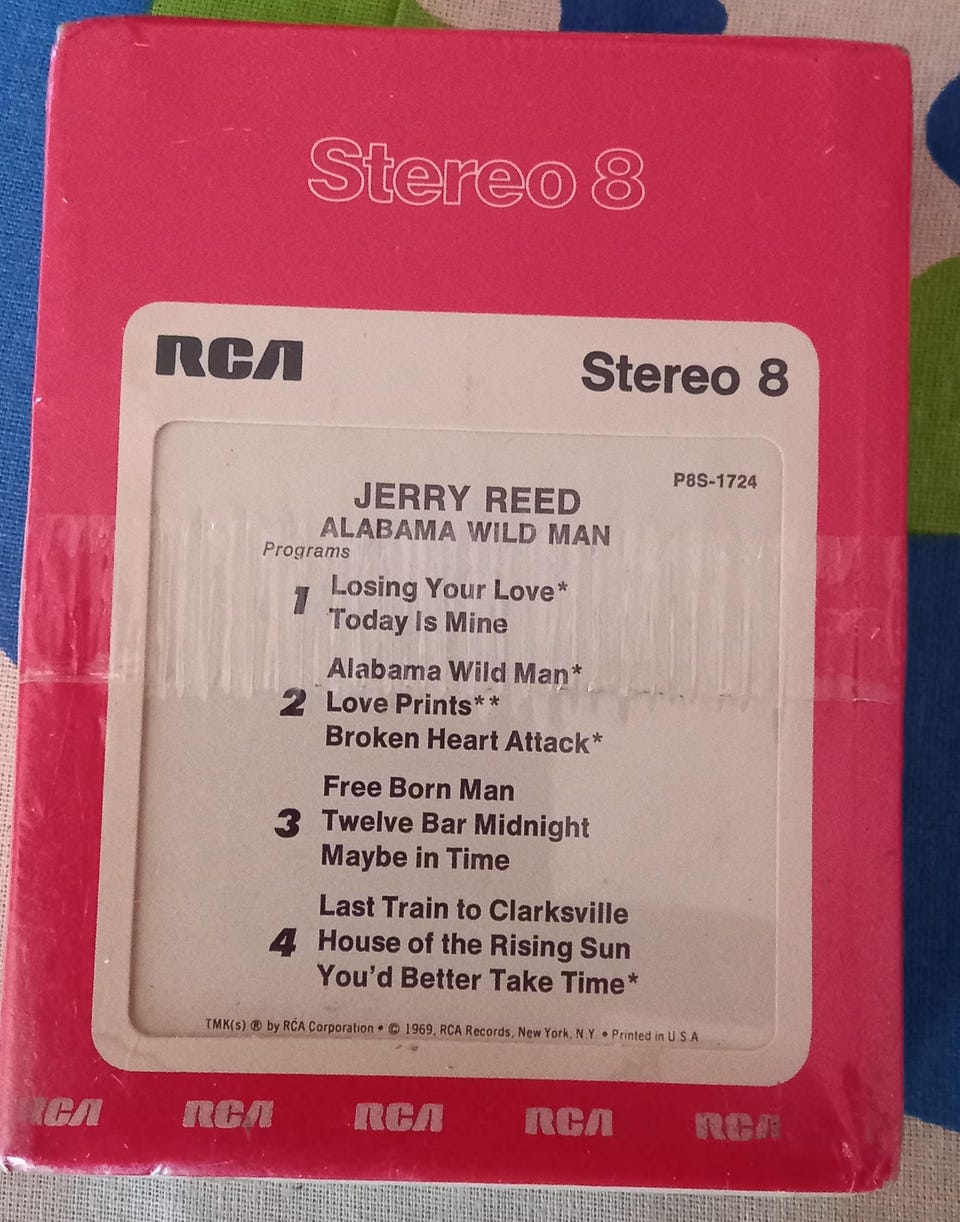 Stereo 8
RCA Stereo 8
P8S-1724
JERRY REED
ALABAMA WILD MAN
Programs
1 Losing Your Love*
Today Is Mine
Alabama Wild Man*
2 Love Prints**
Broken Heart Attack*
Free Born Man
3 Twelve Bar Midnight
Maybe in Time
Last Train to Clarksville
4 House of the Rising Sun
You'd Better Take Time*
TMK(s) ® by RCA Corporation • © 1969, RCA Records, New York, N.Y. • Printed in U.S.A
RCA RCA RCA RCA RCA